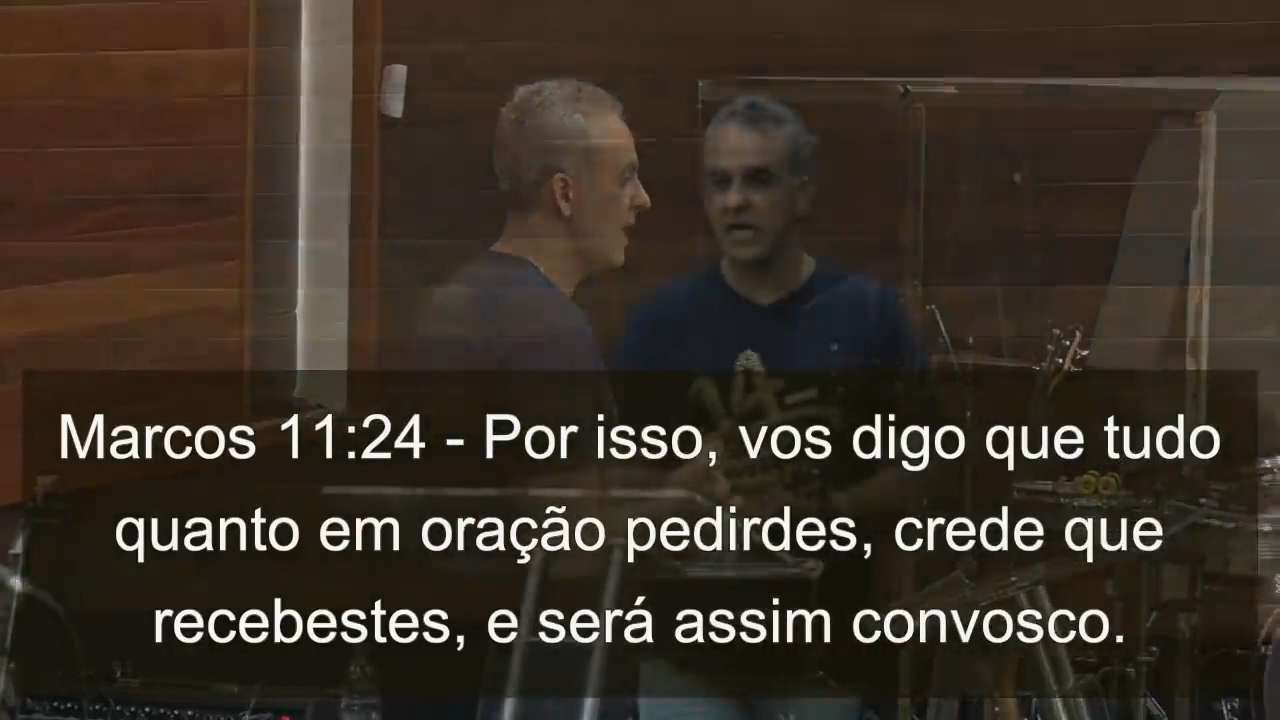 Marcos 11:24 - Por isso, vos digo que tudo
quanto em oração pedirdes, crede que
recebestes, e será assim convosco.